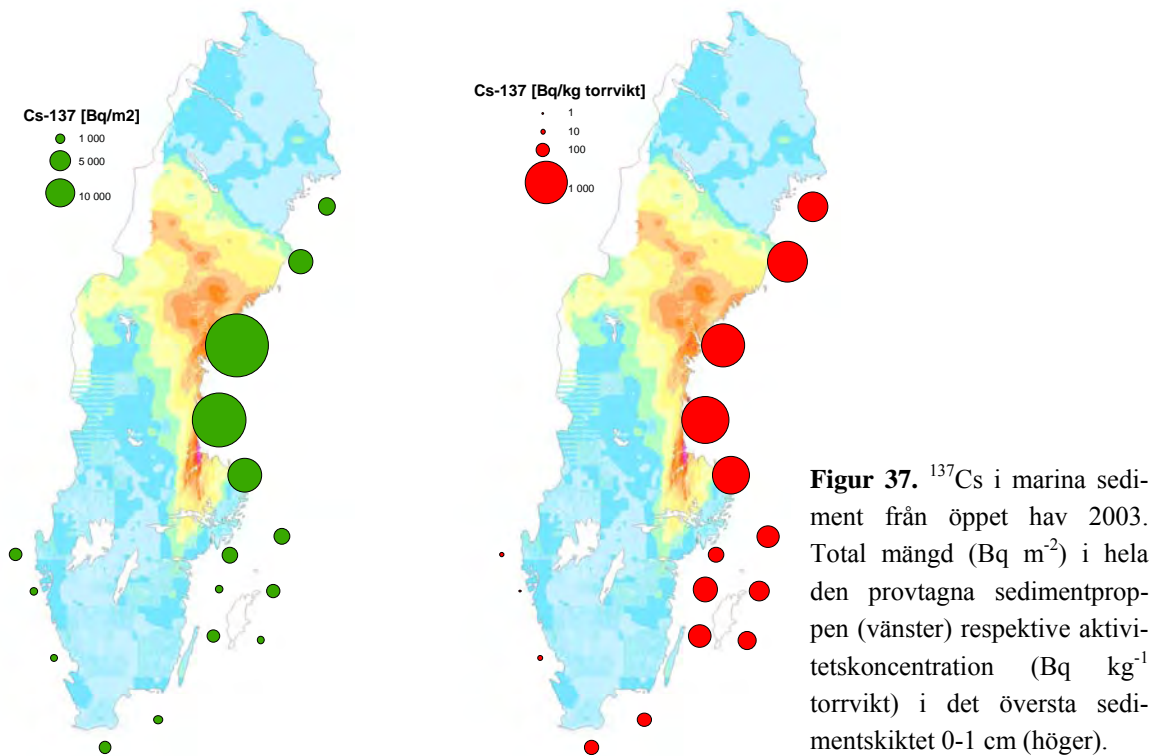 Cs-137 [Bq/m2]
1 000
5 000
10 000
Cs-137 [Bq/kg torrvikt]
1
10
100
1 000
Figur 37. ¹³⁷Cs i marina sedi-
ment från öppet hav 2003.
Total mängd (Bq m⁻²) i hela
den provtagna sedimentprop-
pen (vänster) respektive aktivi-
tetskoncentration (Bq kg⁻¹
torrvikt) i det översta sedi-
mentskiktet 0-1 cm (höger).